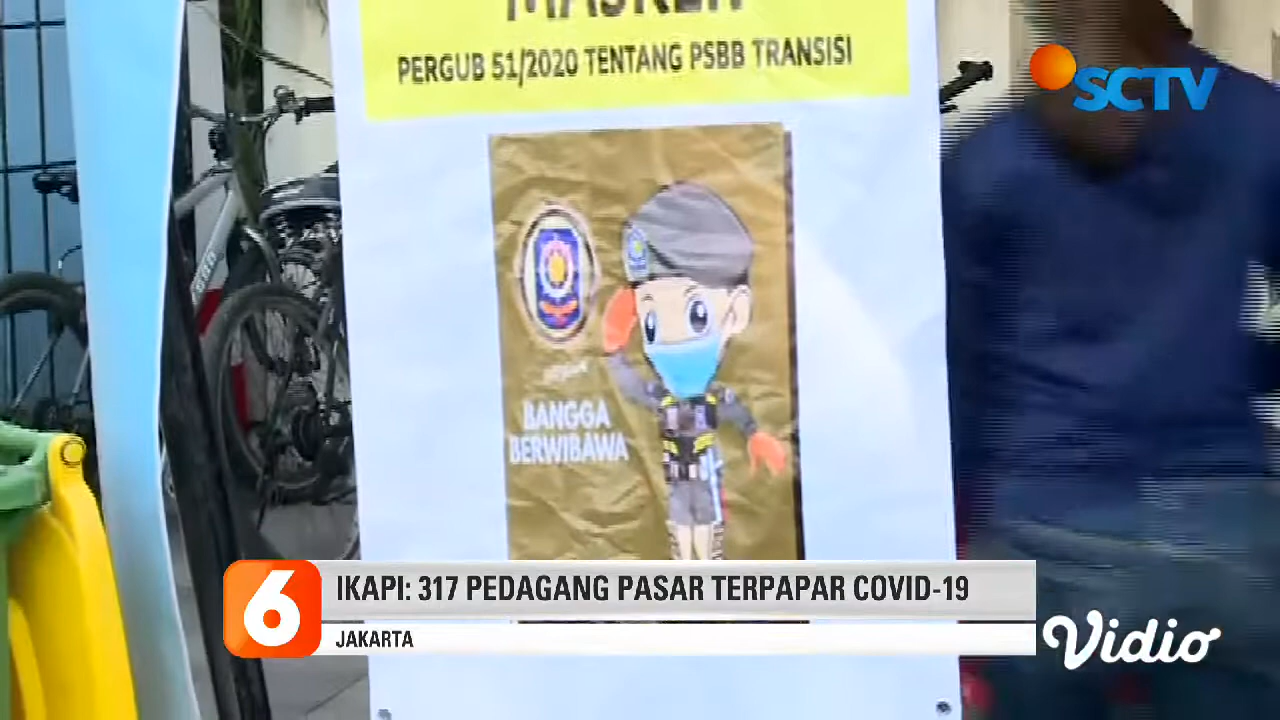 MASKER
PERGUB 51/2020 TENTANG PSBB TRANSISI
SCTV
BANGGA
BERWIBAWA
6
IKAPI: 317 PEDAGANG PASAR TERPAPAR COVID-19
JAKARTA
Vidio